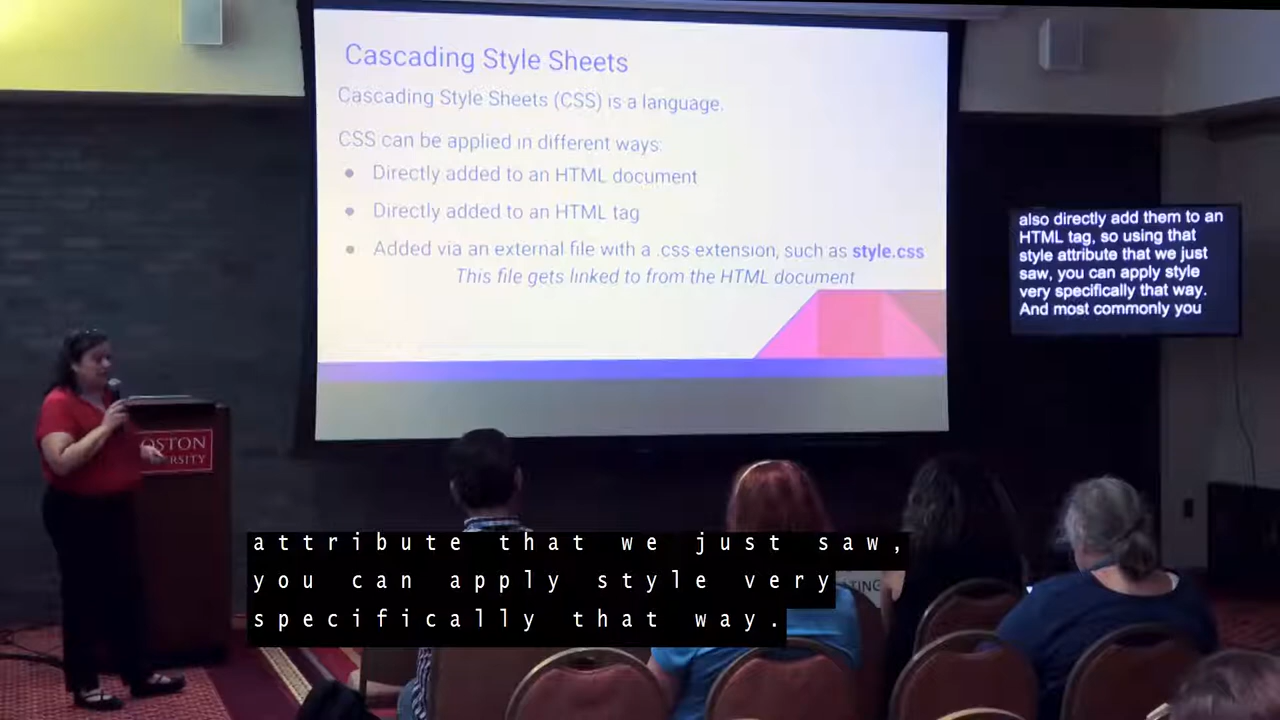 Cascading Style Sheets
Cascading Style Sheets (CSS) is a language.
CSS can be applied in different ways:
● Directly added to an HTML document
● Directly added to an HTML tag
● Added via an external file with a .css extension, such as style.css
This file gets linked to from the HTML document
also directly add them to an
HTML tag, so using that
style attribute that we just
saw, you can apply style
very specifically that way.
And most commonly you
OSTON
RSITY
attribute that we just saw,
you can apply style very
specifically that way.